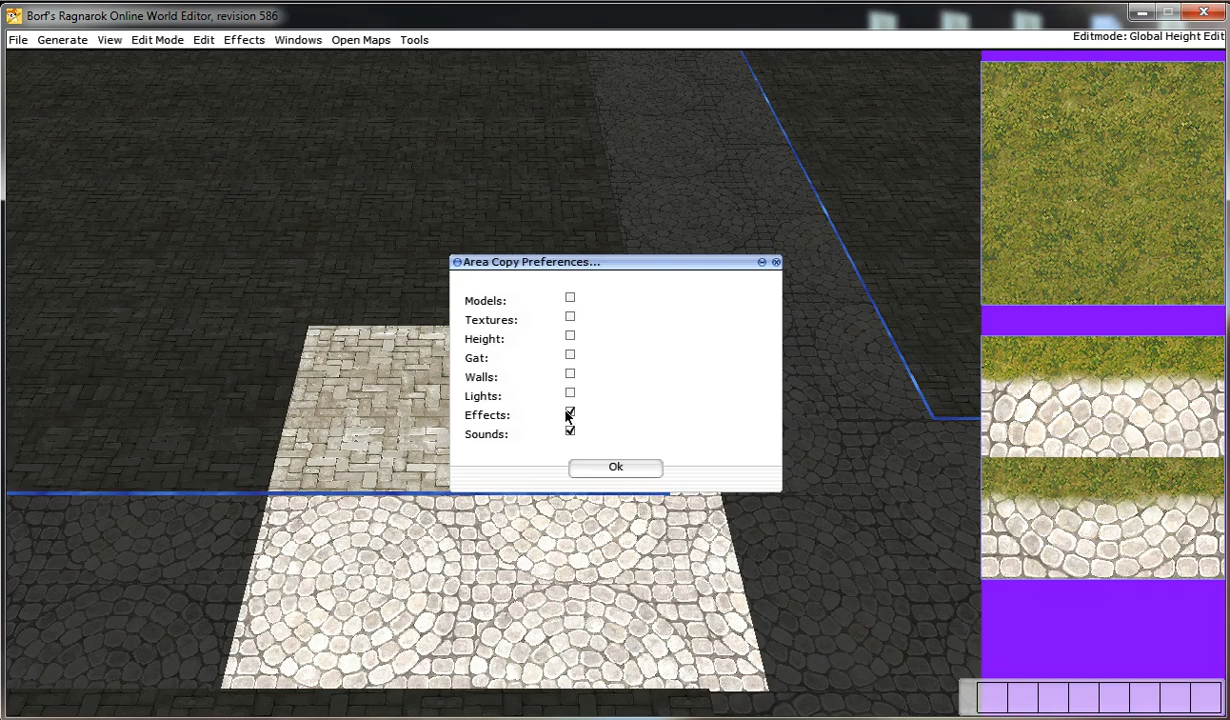 Borf's Ragnarok Online World Editor, revision 586
File Generate View Edit Mode Edit Effects Windows Open Maps Tools
Editmode: Global Height Edit
Area Copy Preferences...
Models:
Textures:
Height:
Gat:
Walls:
Lights:
Effects:
Sounds:
Ok